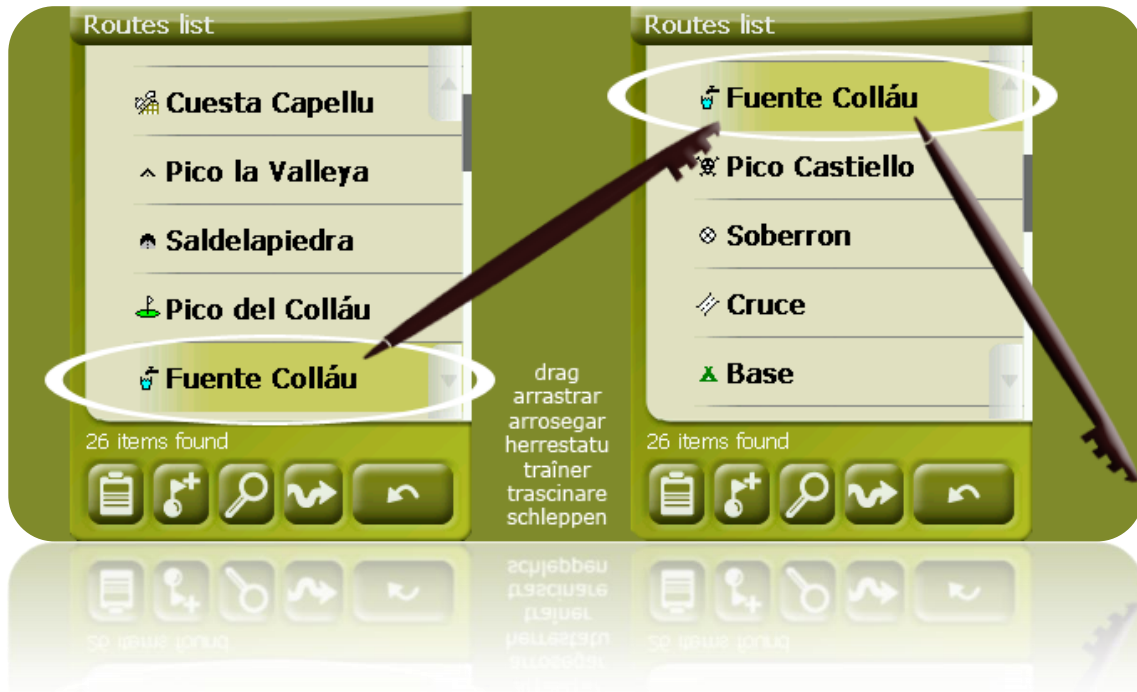 Routes list
Cuesta Capellu
Pico la Valleya
Saldelapiedra
Pico del Colláu
Fuente Colláu
26 items found
drag
arrastrar
arrosegar
herrestatu
traîner
trascinare
schleppen
Routes list
Fuente Colláu
Pico Castiello
Soberron
Cruce
Base
26 items found